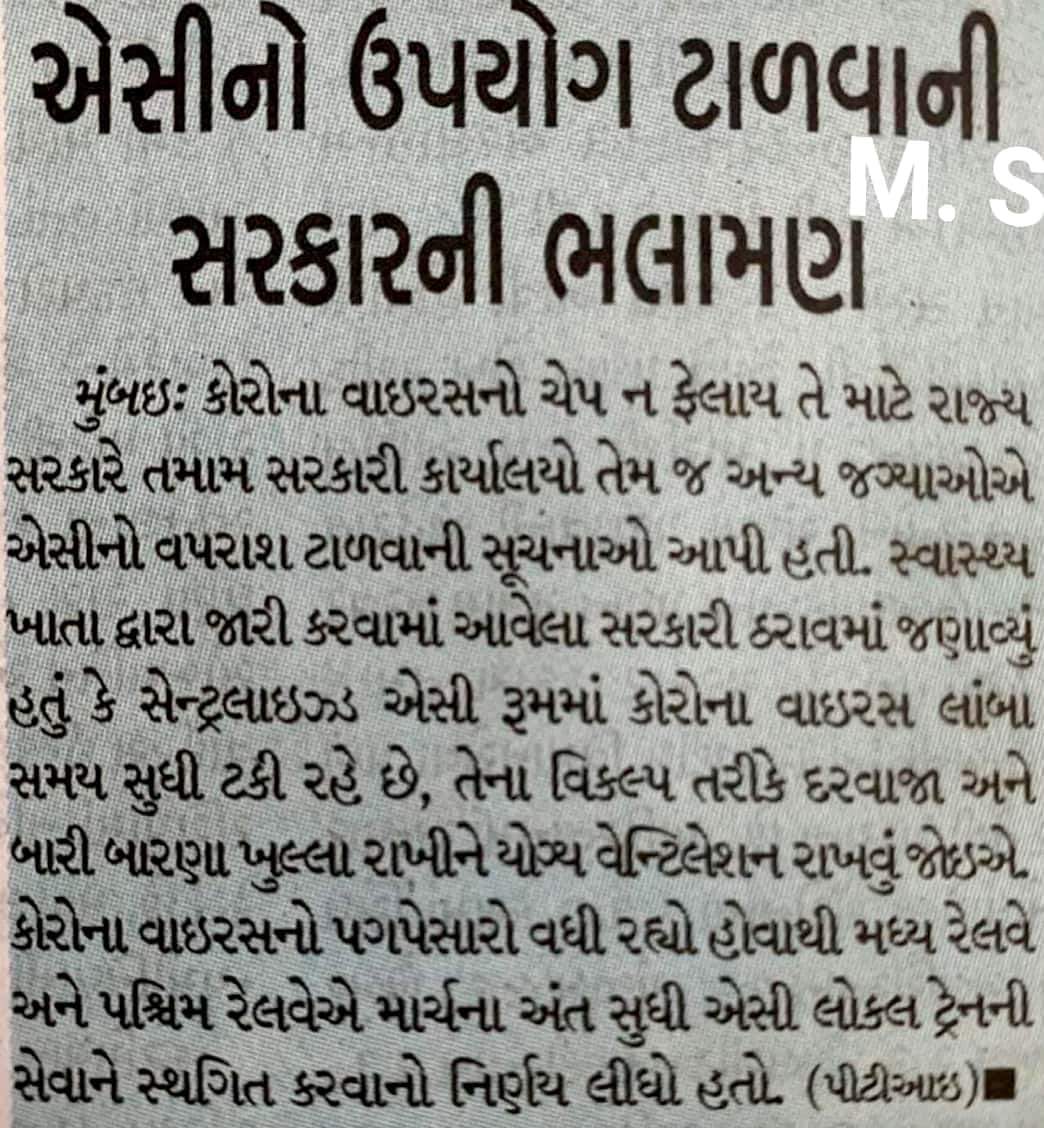 એસીનો ઉપયોગ ટાળવાની
M. S
સરકારની ભલામણ
મુંબઇઃ કોરોના વાઇરસનો ચેપ ન ફેલાય તે માટે રાજ્ય
સરકારે તમામ સરકારી કાર્યાલયો તેમ જ અન્ય જગ્યાઓએ
એસીનો વપરાશ ટાળવાની સૂચનાઓ આપી હતી. સ્વાસ્થ્ય
ખાતા દ્વારા જારી કરવામાં આવેલા સરકારી ઠરાવમાં જણાવ્યું
હતું કે સેન્ટ્રલાઇઝ્ડ એસી રૂમમાં કોરોના વાઇરસ લાંબા
સમય સુધી ટકી રહે છે, તેના વિકલ્પ તરીકે દરવાજા અને
બારી બારણા ખુલ્લા રાખીને યોગ્ય વેન્ટિલેશન રાખવું જોઇએ.
કોરોના વાઇરસનો પગપેસારો વધી રહ્યો હોવાથી મધ્ય રેલવે
અને પશ્ચિમ રેલવેએ માર્ચના અંત સુધી એસી લોકલ ટ્રેનની
સેવાને સ્થગિત કરવાનો નિર્ણય લીધો હતો. (પીટીઆઇ)■